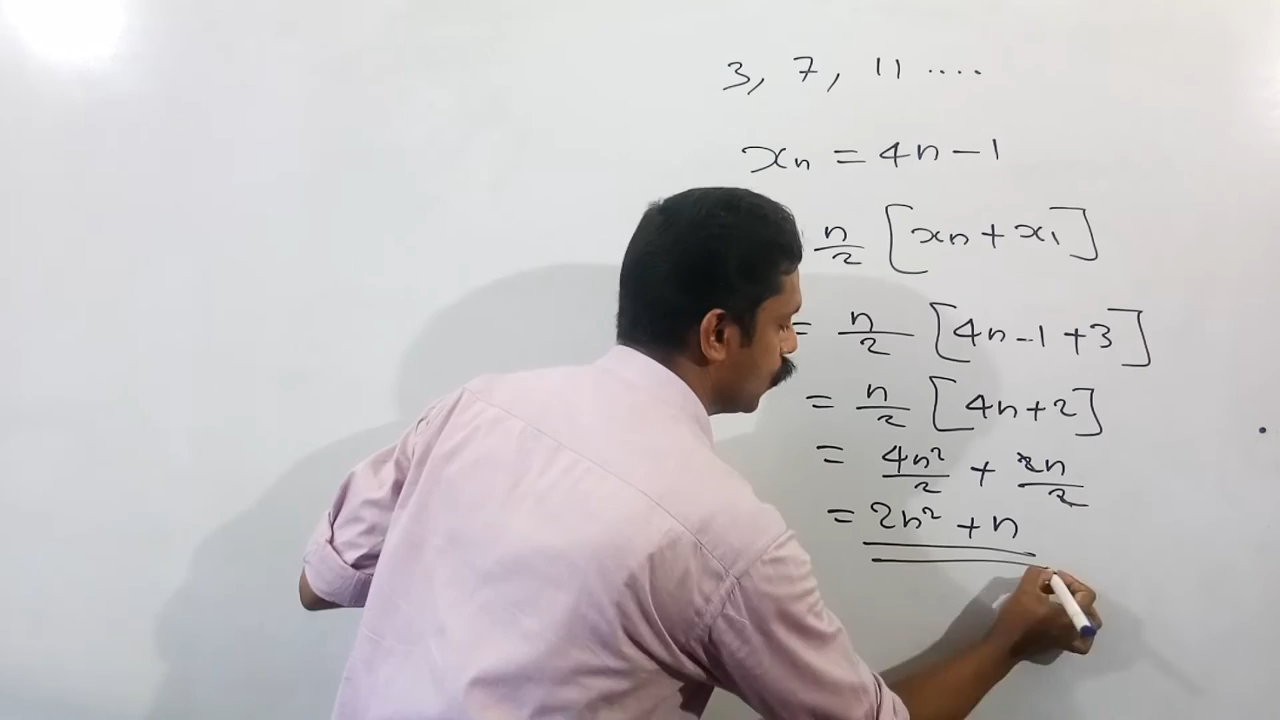 3, 7, 11 ....
xn = 4n - 1
n/2 [xn + x1]
= n/2 [4n - 1 + 3]
= n/2 [4n + 2]
= 4n²/2 + 2n/2
= 2n² + n